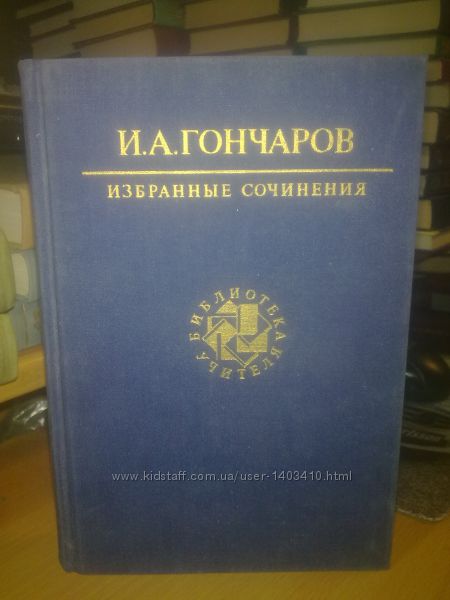 И.А.ГОНЧАРОВ
ИЗБРАННЫЕ СОЧИНЕНИЯ
БИБЛИОТЕКА
УЧИТЕЛЯ
www.kidstaff.com.ua/user-1403410.html